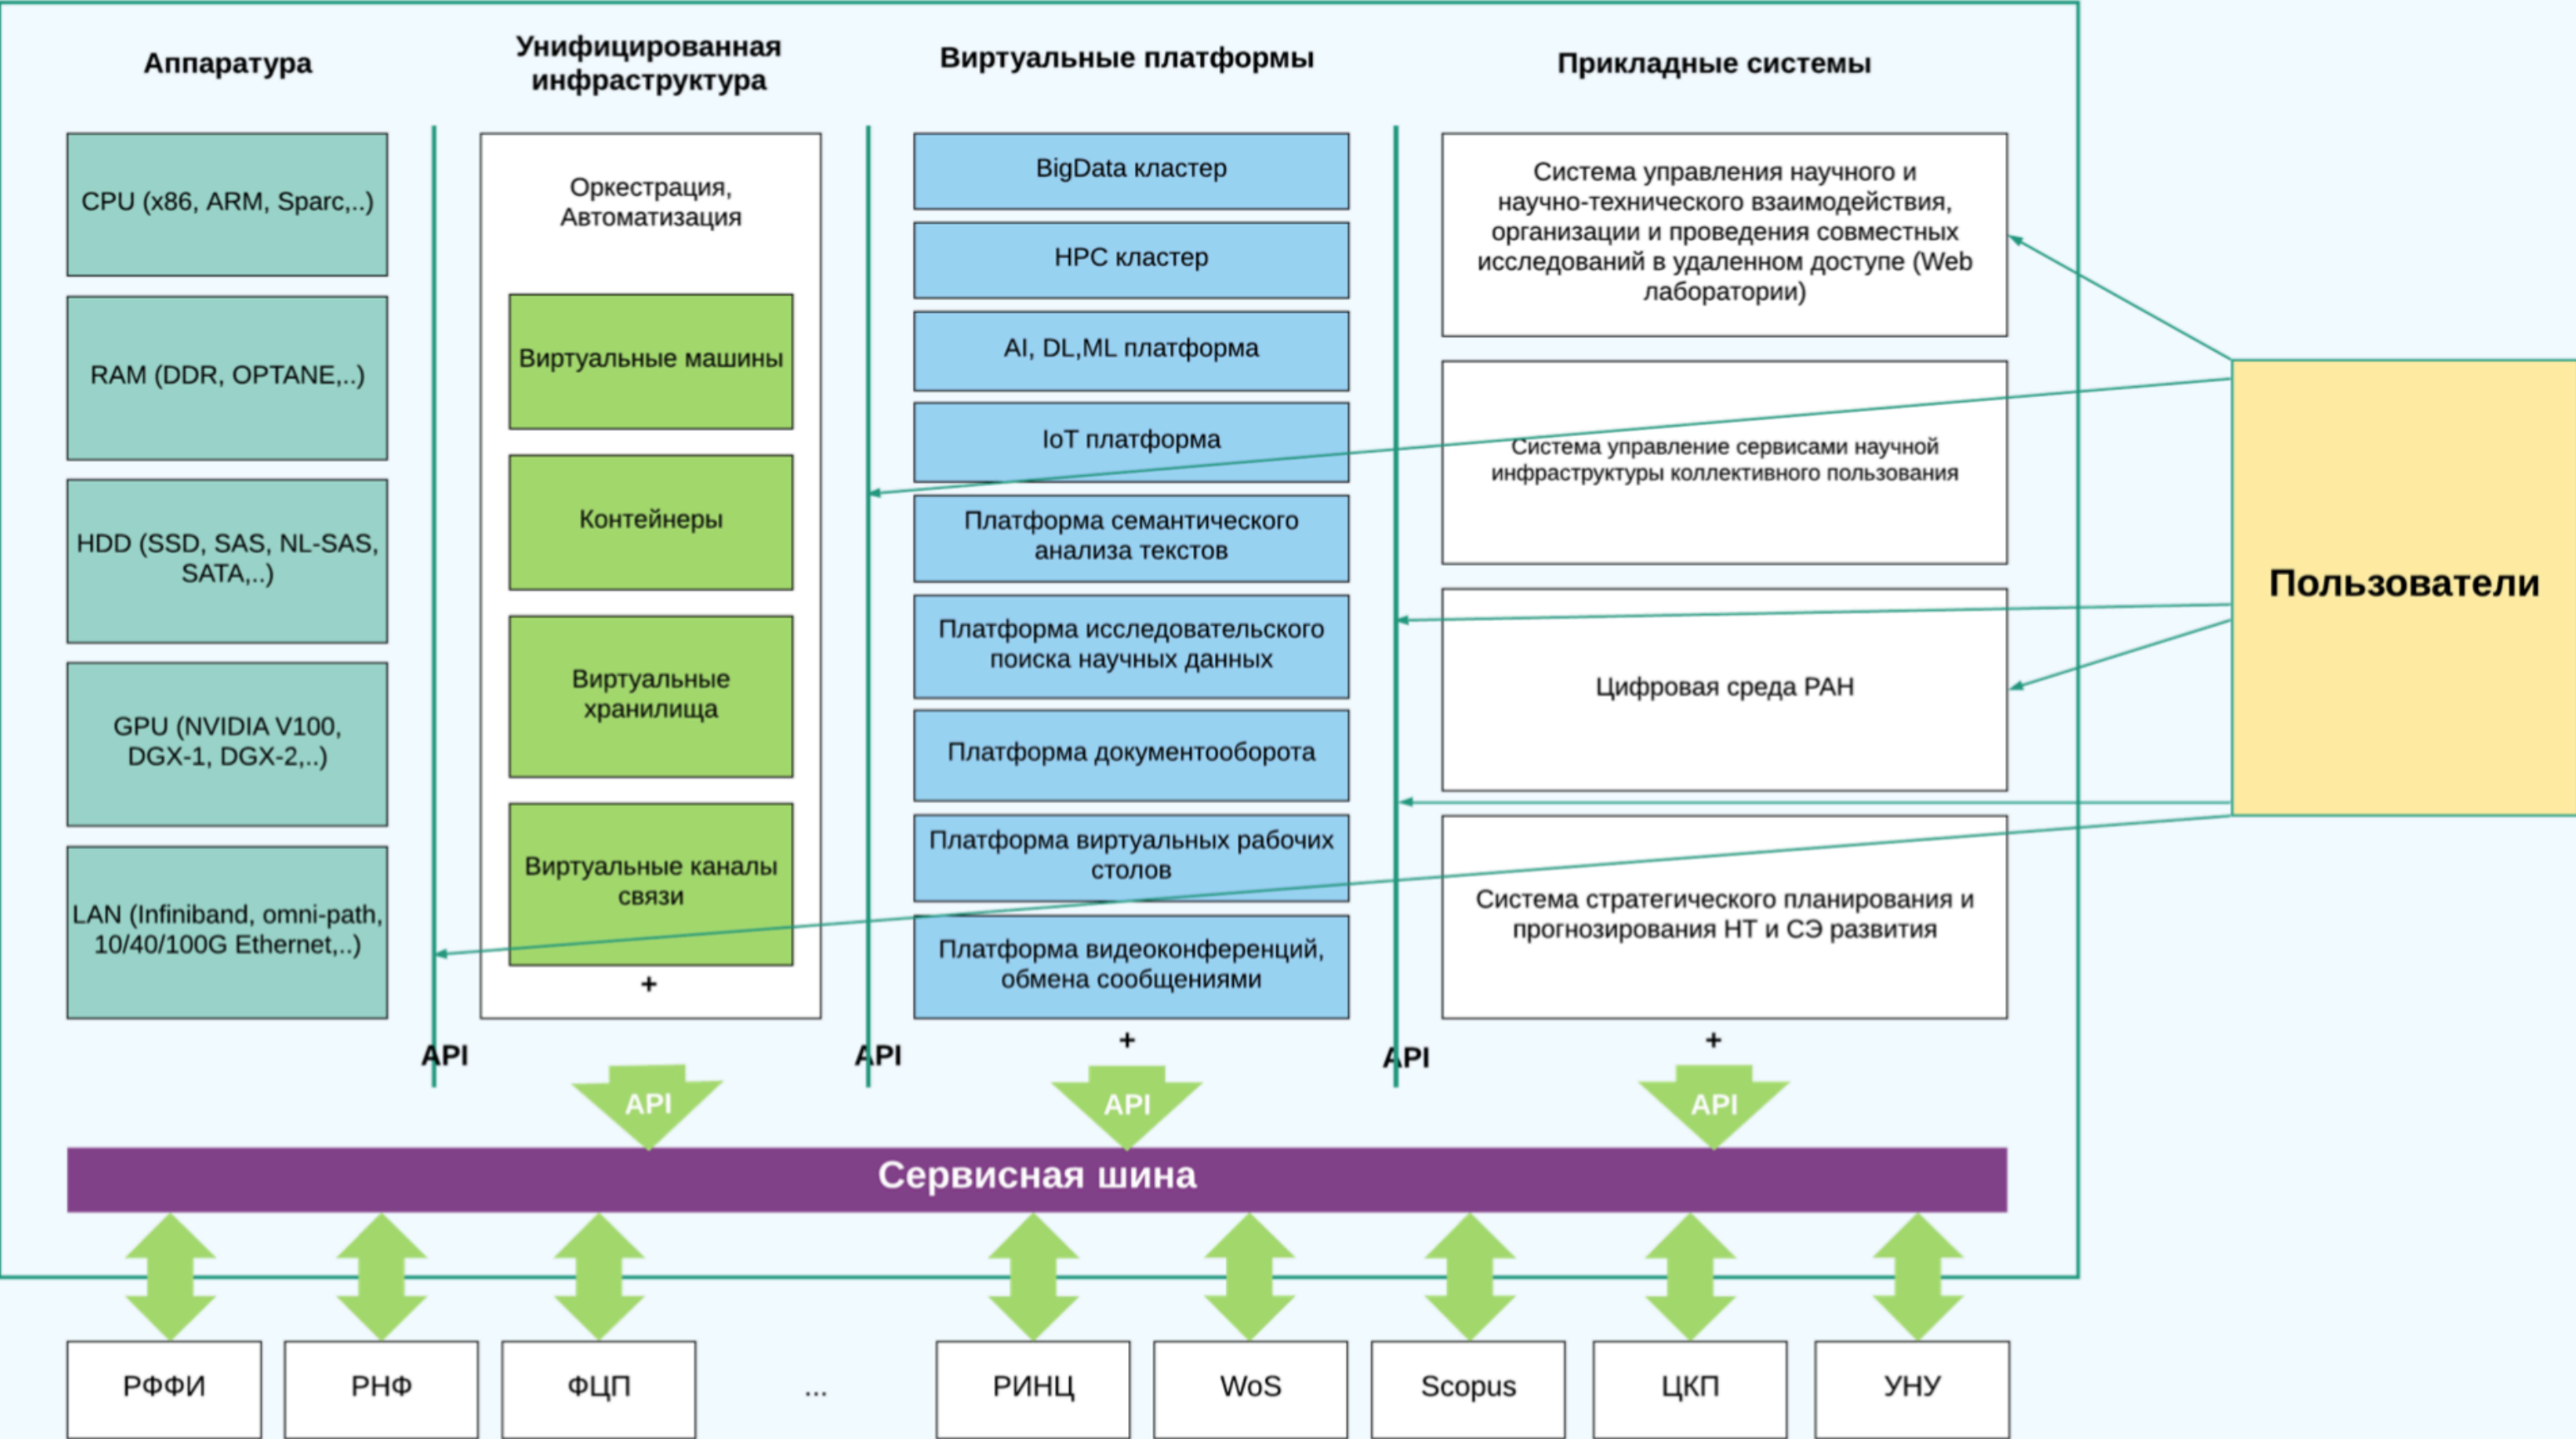 Аппаратура
Унифицированная
инфраструктура
Виртуальные платформы
Прикладные системы
CPU (x86, ARM, Sparc,..)
RAM (DDR, OPTANE,..)
HDD (SSD, SAS, NL-SAS,
SATA,..)
GPU (NVIDIA V100,
DGX-1, DGX-2,..)
LAN (Infiniband, omni-path,
10/40/100G Ethernet,..)
API
Оркестрация,
Автоматизация
Виртуальные машины
Контейнеры
Виртуальные
хранилища
Виртуальные каналы
связи
+
API
API
BigData кластер
HPC кластер
AI, DL,ML платформа
IoT платформа
Платформа семантического
анализа текстов
Платформа исследовательского
поиска научных данных
Платформа документооборота
Платформа виртуальных рабочих
столов
Платформа видеоконференций,
обмена сообщениями
+
API
API
Система управления научного и
научно-технического взаимодействия,
организации и проведения совместных
исследований в удаленном доступе (Web
лаборатории)
Система управление сервисами научной
инфраструктуры коллективного пользования
Цифровая среда РАН
Система стратегического планирования и
прогнозирования НТ и СЭ развития
+
API
Пользователи
Сервисная шина
РФФИ
РНФ
ФЦП
...
РИНЦ
WoS
Scopus
ЦКП
УНУ